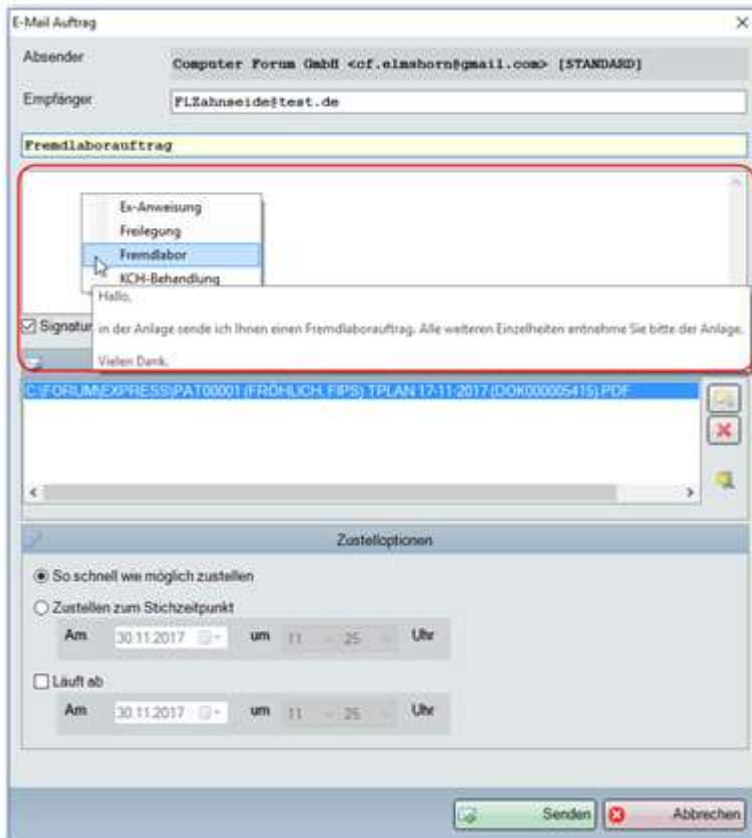 E-Mail Auftrag
Absender
Computer Forum GmbH <cf.elmshorn@gmail.com> [STANDARD]
Empfänger
FLZahnseide@test.de
Fremdlaborauftrag
Ex-Anweisung
Freilegung
Fremdlabor
KCH-Behandlung
Hallo,
in der Anlage sende ich Ihnen einen Fremdlaborauftrag. Alle weiteren Einzelheiten entnehme Sie bitte der Anlage.
Vielen Dank,
Signatur
C:\FORUM\EXPRESS\PAT00001 (FRÖHLICH, FIPS) TPLAN 17-11-2017 (DOK000005415).PDF
Zustelloptionen
So schnell wie möglich zustellen
Zustellen zum Stichzeitpunkt
Am 30.11.2017 um 11 - 25 Uhr
Läuft ab
Am 30.11.2017 um 11 - 25 Uhr
Senden Abbrechen